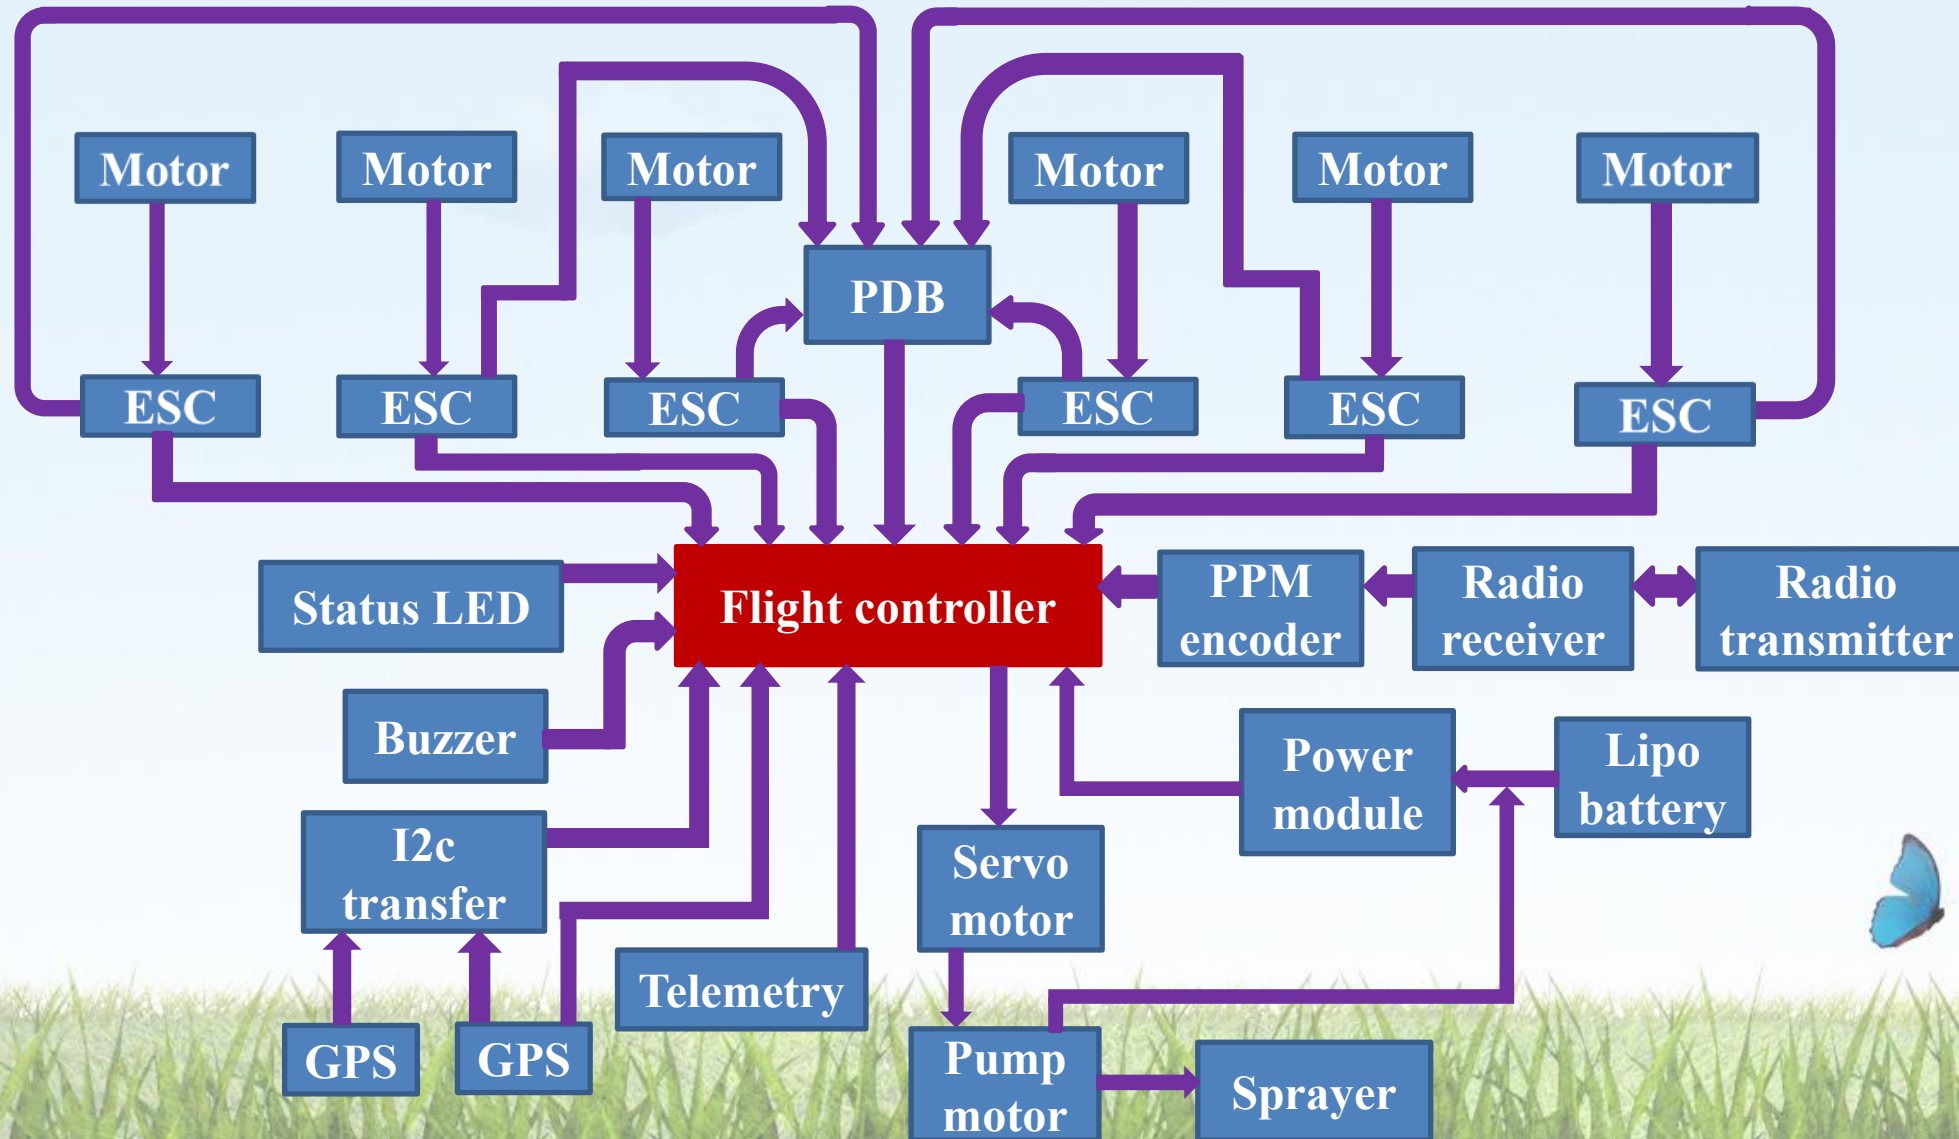 Motor
Motor
Motor
Motor
Motor
Motor
PDB
ESC
ESC
ESC
ESC
ESC
ESC
Status LED
Flight controller
PPM
encoder
Radio
receiver
Radio
transmitter
Buzzer
Power
module
Lipo
battery
I2c
transfer
Servo
motor
Telemetry
GPS
GPS
Pump
motor
Sprayer